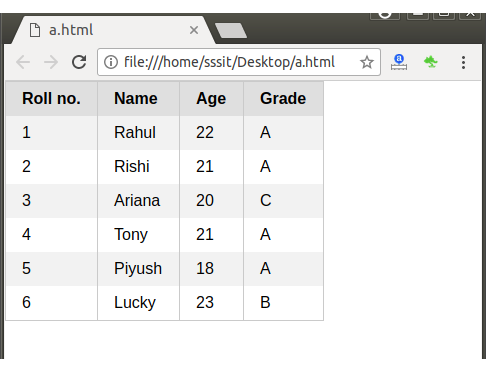 a.html
file:///home/sssit/Desktop/a.html
Roll no. Name Age Grade
1 Rahul 22 A
2 Rishi 21 A
3 Ariana 20 C
4 Tony 21 A
5 Piyush 18 A
6 Lucky 23 B